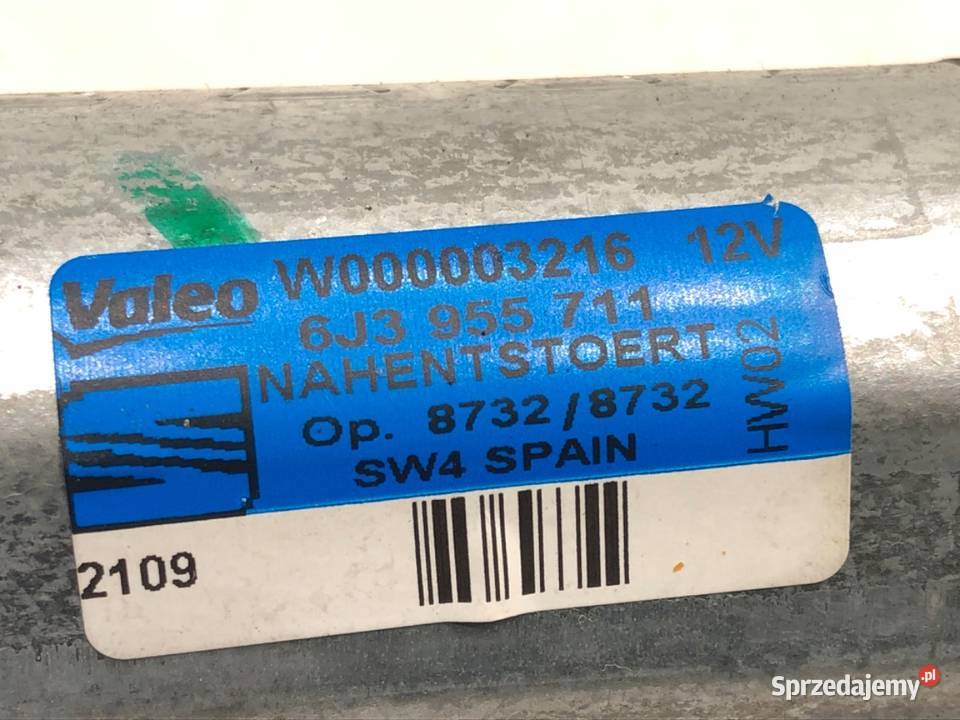 Valeo W000003216 12V
6J3 955 711
NAHENTSTOERT
Op. 8732/8732
SW4 SPAIN
HW02
2109
Sprzedajemy.pl